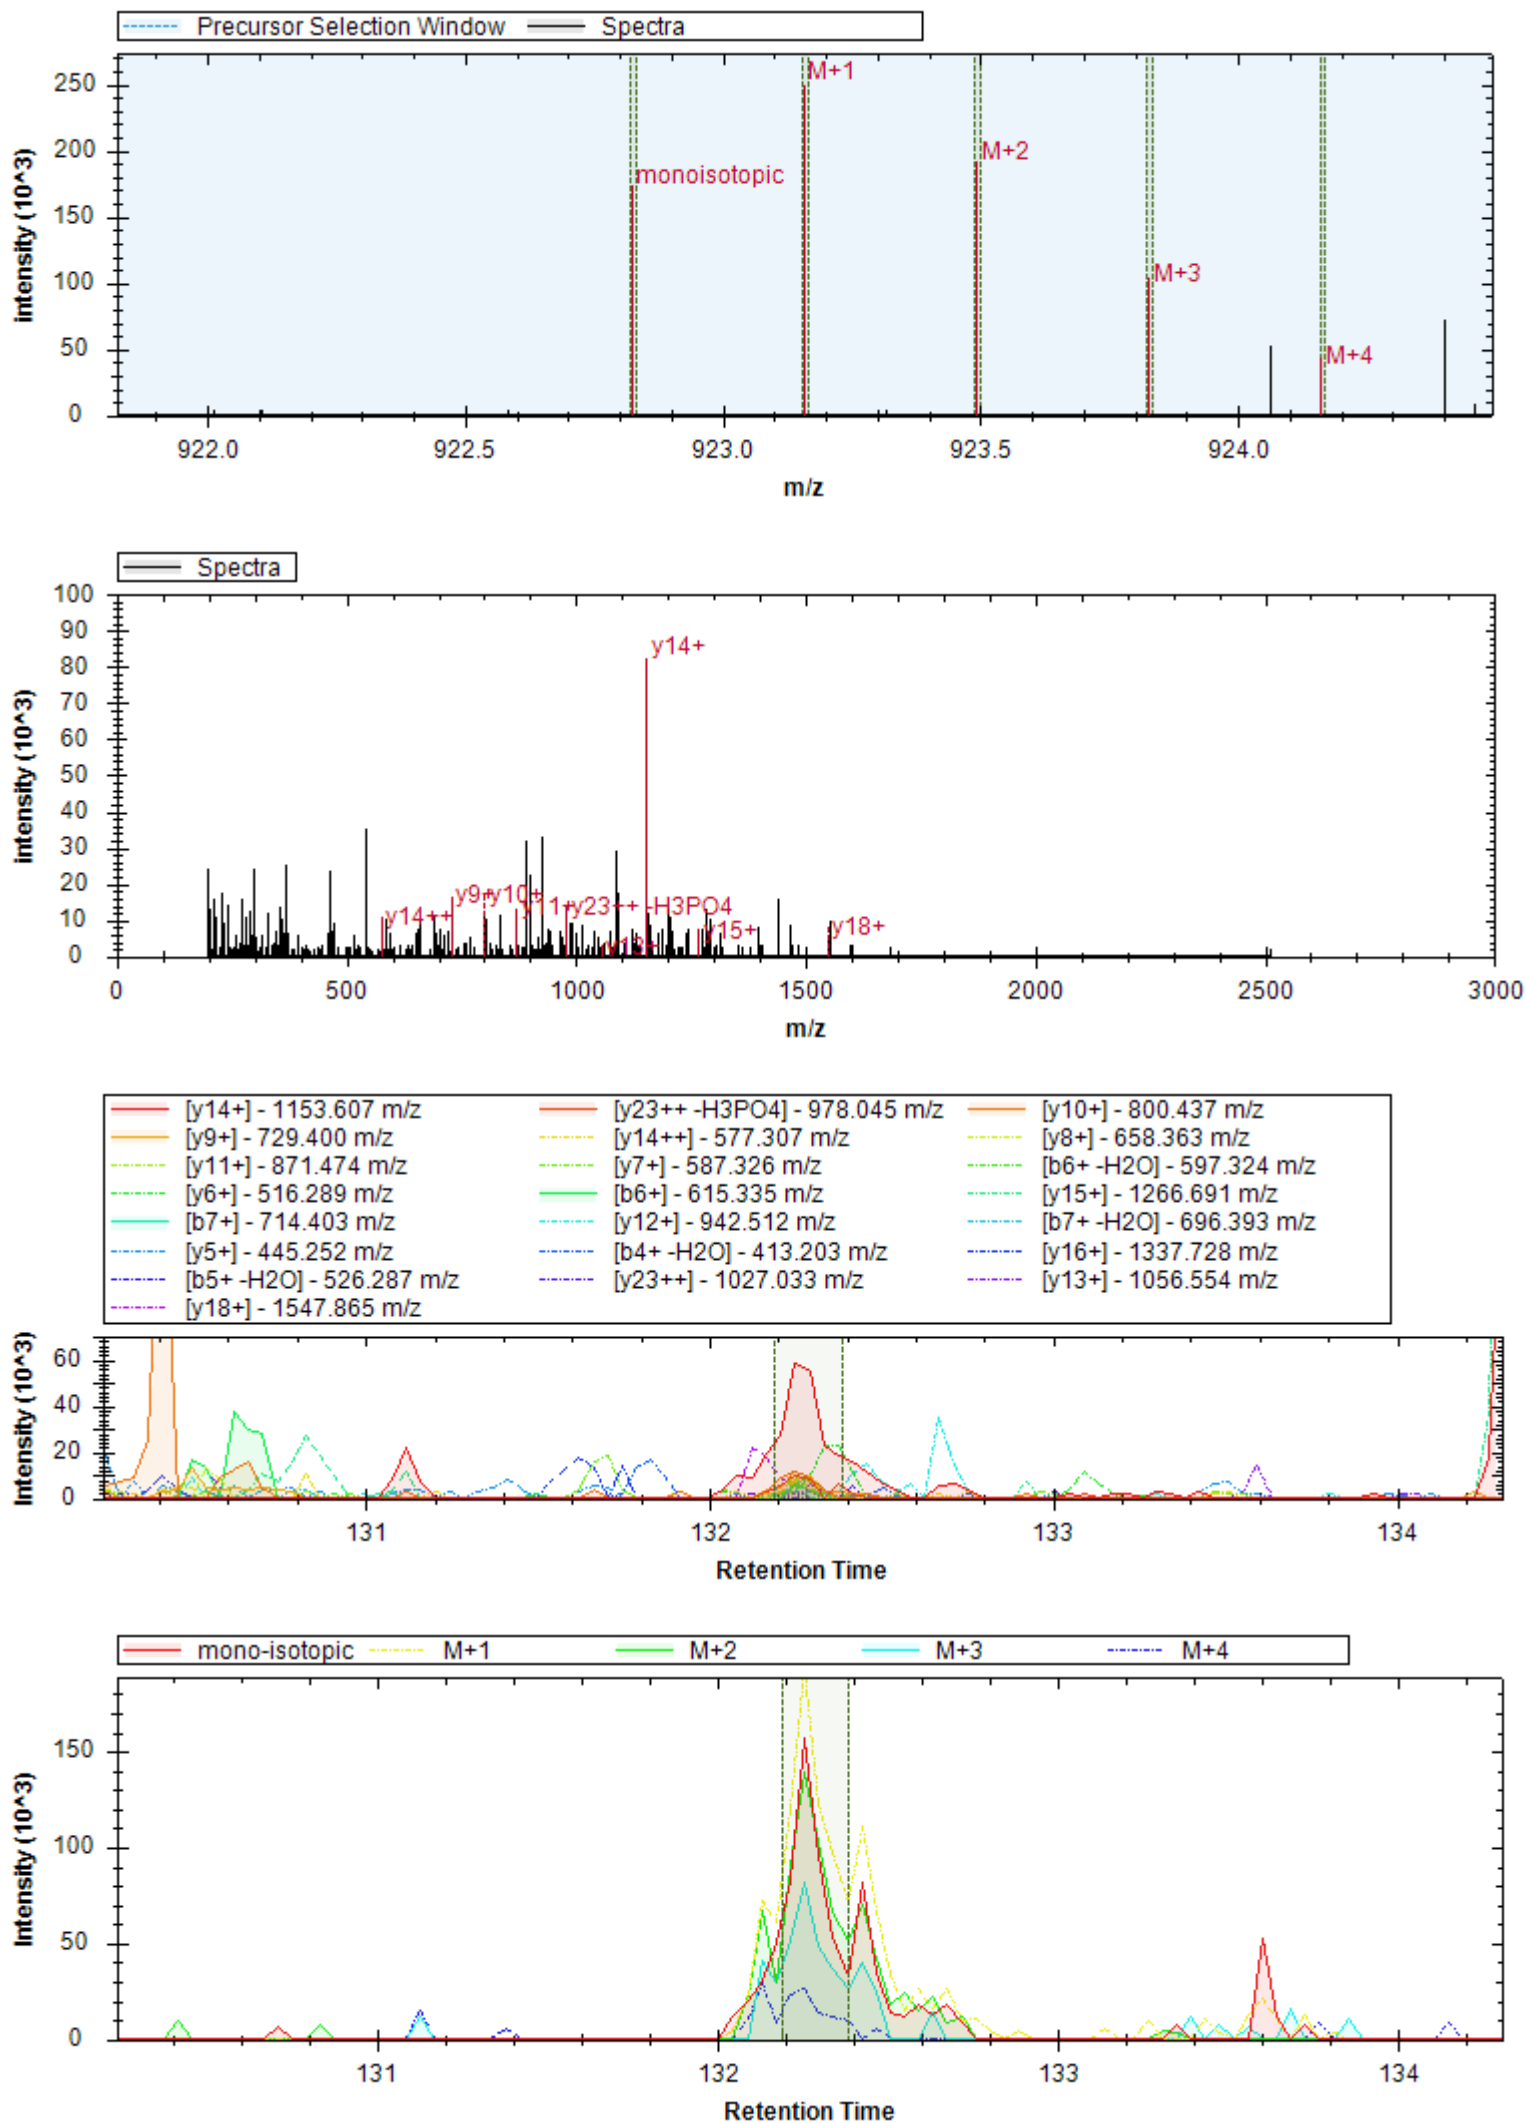 Precursor Selection Window Spectra
intensity (10^3)
250
200
150
100
50
0
M+1
M+2
monoisotopic
M+3
M+4
922.0 922.5 923.0 923.5 924.0
m/z
Spectra
intensity (10^3)
100
90
80
70
60
50
40
30
20
10
0
y14+
y14++ y9+ y10+ y23++ -H3PO4 y13+ y15+ y18+
0 500 1000 1500 2000 2500 3000
m/z
[y14+] - 1153.607 m/z [y23++ -H3PO4] - 978.045 m/z [y10+] - 800.437 m/z
[y9+] - 729.400 m/z [y14++] - 577.307 m/z [y8+] - 658.363 m/z
[y11+] - 871.474 m/z [y7+] - 587.326 m/z [b6+ -H2O] - 597.324 m/z
[y6+] - 516.289 m/z [b6+] - 615.335 m/z [y15+] - 1266.691 m/z
[b7+] - 714.403 m/z [y12+] - 942.512 m/z [b7+ -H2O] - 696.393 m/z
[y5+] - 445.252 m/z [b4+ -H2O] - 413.203 m/z [y16+] - 1337.728 m/z
[b5+ -H2O] - 526.287 m/z [y23++] - 1027.033 m/z [y13+] - 1056.554 m/z
[y18+] - 1547.865 m/z
Intensity (10^3)
60
40
20
0
131 132 133 134
Retention Time
mono-isotopic M+1 M+2 M+3 M+4
Intensity (10^3)
150
100
50
0
131 132 133 134
Retention Time